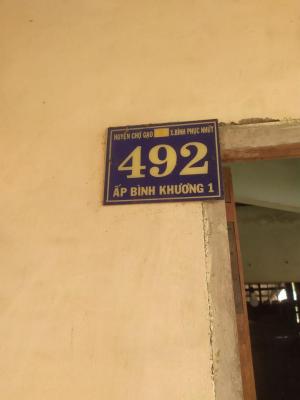 HUYỆN CHỢ GẠO X.BÌNH PHỤC NHỨT
492
ẤP BÌNH KHƯƠNG 1